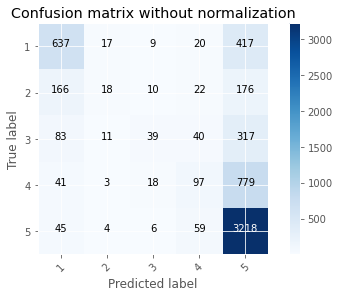 Confusion matrix without normalization
1 637 17 9 20 417
2 166 18 10 22 176
3 83 11 39 40 317
4 41 3 18 97 779
5 45 4 6 59 3218
1 2 3 4 5
True label
Predicted label
3000
2500
2000
1500
1000
500